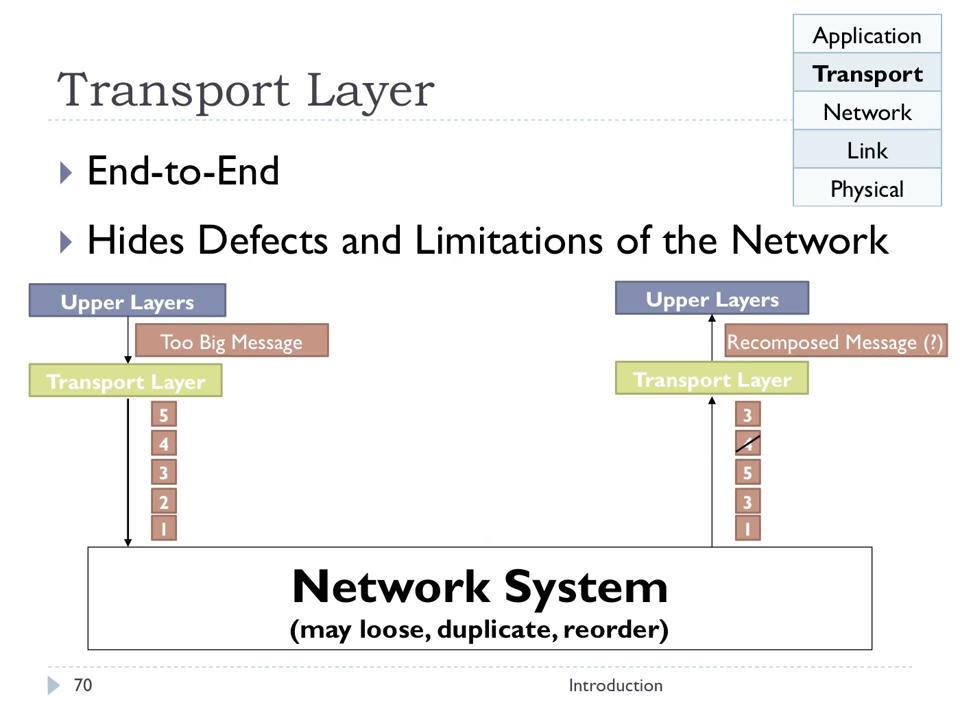 Transport Layer
Application
Transport
Network
Link
Physical
End-to-End
Hides Defects and Limitations of the Network
Upper Layers
Too Big Message
Transport Layer
5
4
3
2
1
Upper Layers
Recomposed Message (?)
Transport Layer
3
4
5
3
1
Network System
(may loose, duplicate, reorder)
70
Introduction